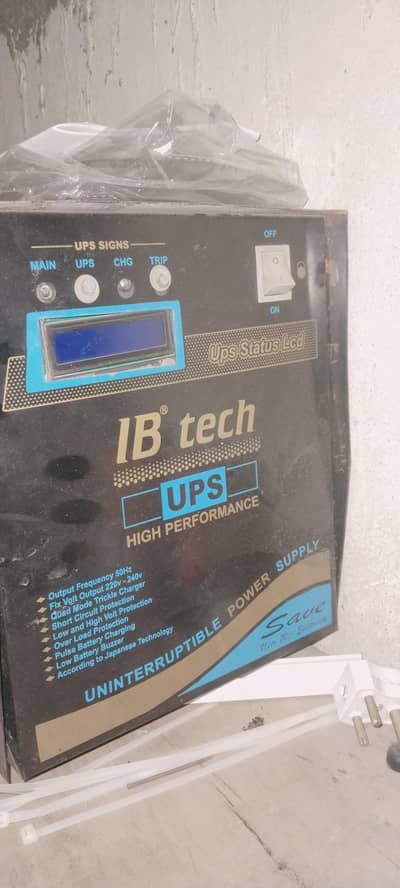 UPS SIGNS
MAIN UPS CHG TRIP
OFF
ON
Ups Status Lcd
IB® tech
UPS
HIGH PERFORMANCE
Output Frequency 50Hz
Fix Volt Output 220v - 240v
Quad Mode Trickle Charger
Short Circuit Protection
Low and High Volt Protection
Over Load Protection
Pulse Battery Charging
Low Battery Buzzer
According to Japanese Technology
UNINTERRUPTIBLE POWER SUPPLY
Save